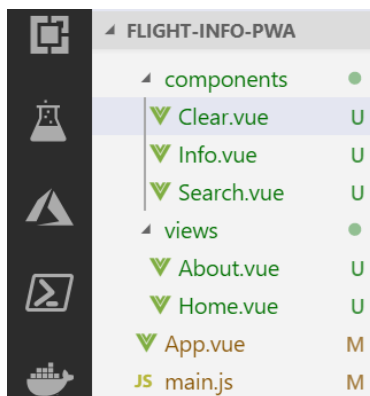 FLIGHT-INFO-PWA
components
Clear.vue U
Info.vue U
Search.vue U
views
About.vue U
Home.vue U
App.vue M
JS main.js M